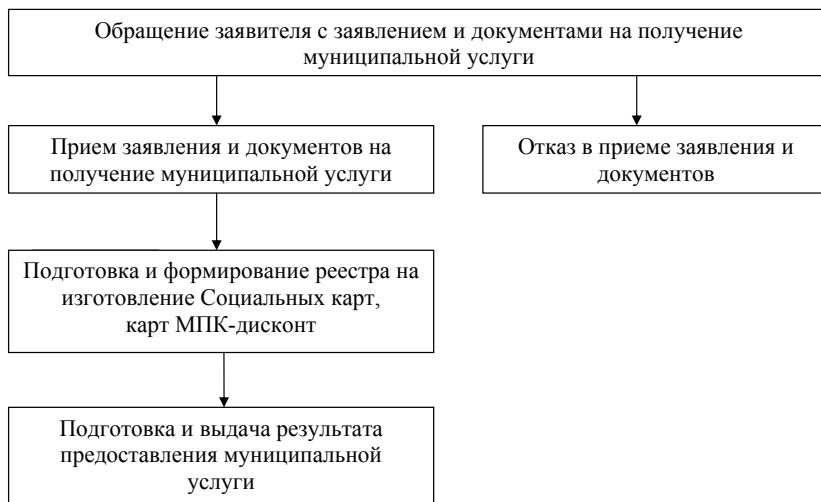 Обращение заявителя с заявлением и документами на получение
муниципальной услуги
Прием заявления и документов на
получение муниципальной услуги
Отказ в приеме заявления и
документов
Подготовка и формирование реестра на
изготовление Социальных карт,
карт МПК-дисконт
Подготовка и выдача результата
предоставления муниципальной
услуги